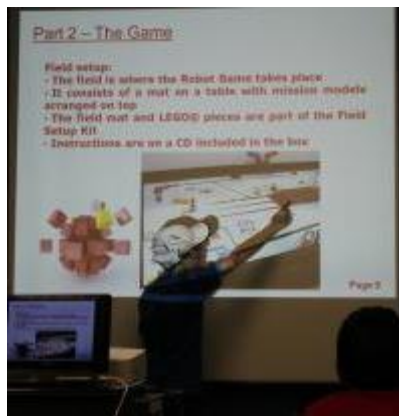 Part 2 – The Game
Field setup:
- The field is where the Robot Game takes place
- It consists of a mat on a table with mission models
arranged on top
- The field mat and LEGO® pieces are part of the Field
Setup Kit
- Instructions are on a CD included in the box